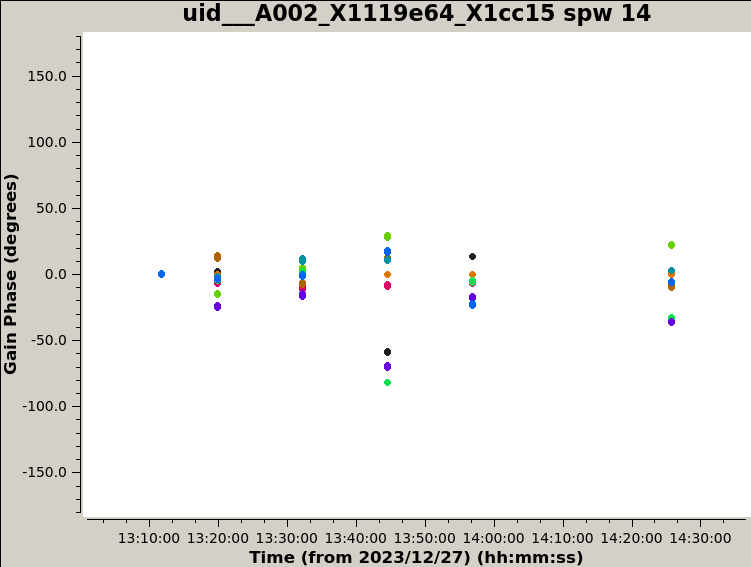 uid___A002_X1119e64_X1cc15 spw 14
Gain Phase (degrees)
150.0
100.0
50.0
0.0
-50.0
-100.0
-150.0
13:10:00 13:20:00 13:30:00 13:40:00 13:50:00 14:00:00 14:10:00 14:20:00 14:30:00
Time (from 2023/12/27) (hh:mm:ss)